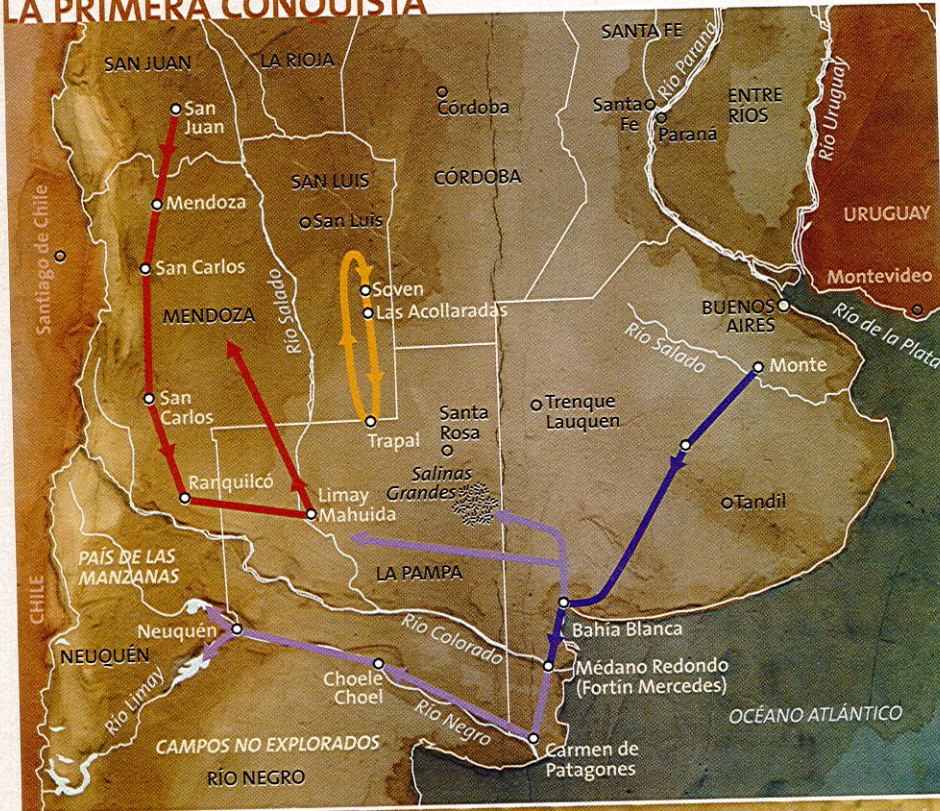 LA PRIMERA CONQUISTA
SAN JUAN
LA RIOJA
SANTA FE
Río Paraná
Río Uruguay
Córdoba
San
Juan
Santa
Fe
Paraná
ENTRE
RÍOS
SAN LUIS
CÓRDOBA
Mendoza
San Luis
URUGUAY
Santiago de Chile
San Carlos
Soven
Las Acollaradas
Montevideo
MENDOZA
Río Salado
BUENOS
AIRES
Río de la Plata
Río Salado
Monte
San
Carlos
Trapal
Santa
Rosa
Trenque
Lauquen
Salinas
Grandes
Ranquilcó
Limay
Mahuida
Tandil
PAÍS DE LAS
MANZANAS
LA PAMPA
CHILE
Neuquén
Río Colorado
Bahía Blanca
NEUQUÉN
Choele
Choel
Médano Redondo
(Fortín Mercedes)
Río Limay
Río Negro
OCÉANO ATLÁNTICO
CAMPOS NO EXPLORADOS
Carmen de
Patagones
RÍO NEGRO